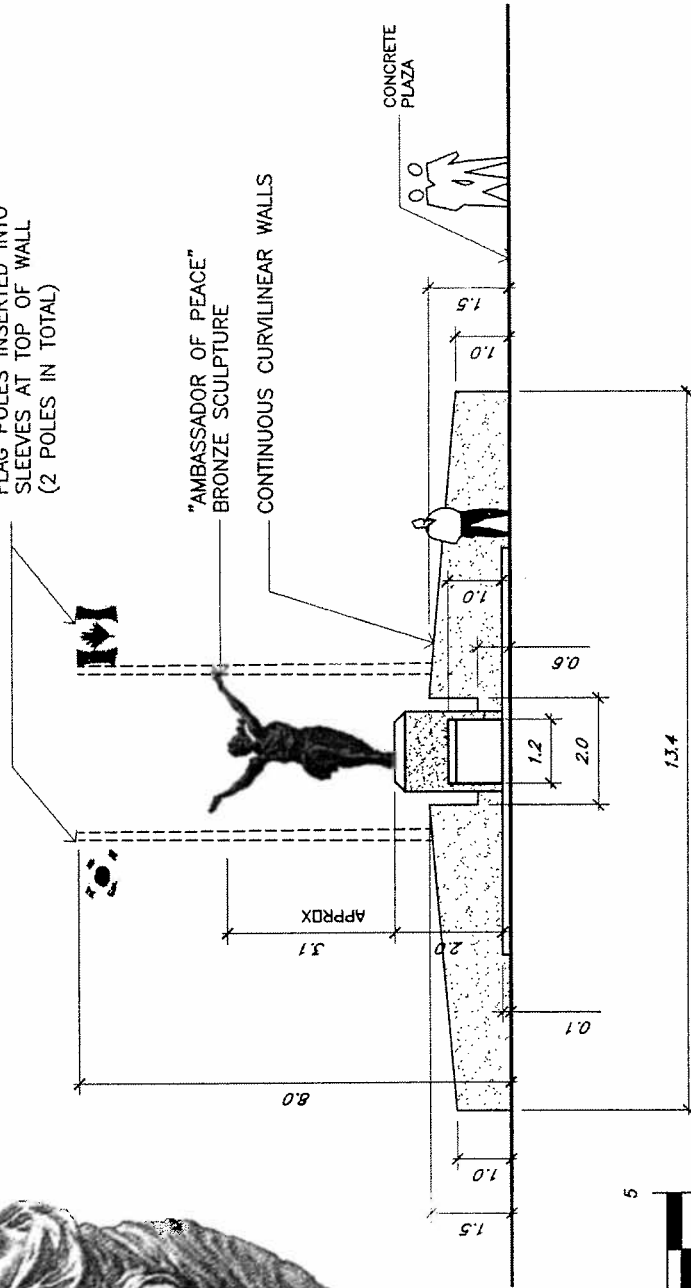 FLAG POLES INSERTED INTO
SLEEVES AT TOP OF WALL
(2 POLES IN TOTAL)
"AMBASSADOR OF PEACE"
BRONZE SCULPTURE
CONTINUOUS CURVILINEAR WALLS
CONCRETE
PLAZA
8.0
3.1
APPROX
2.0
1.5
1.0
0.1
1.2
2.0
0.6
1.0
1.0
1.5
13.4
5